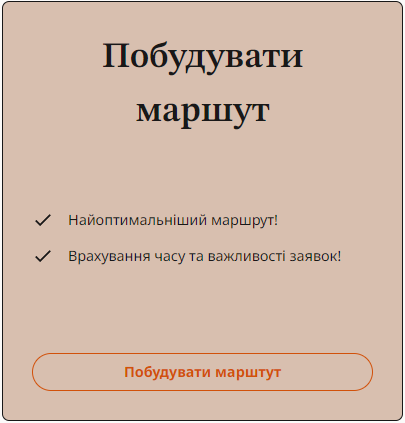 Побудувати
маршут
Найоптимальніший маршрут!
Врахування часу та важливості заявок!
Побудувати марштут